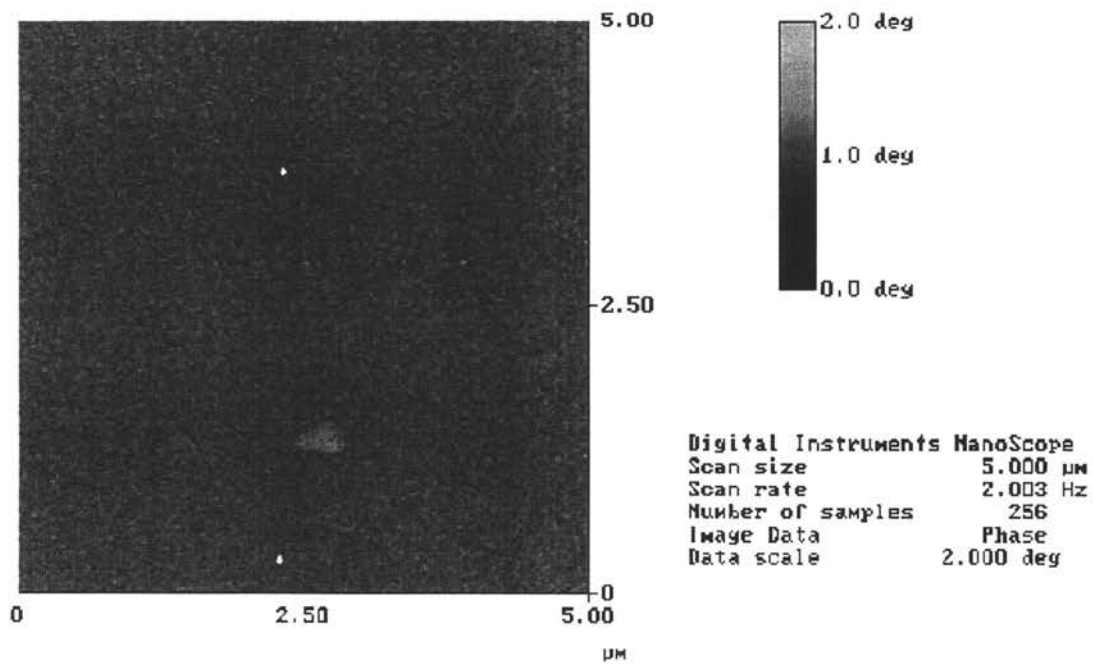 5.00
2.50
0
0 2.50 5.00
µm
2.0 deg
1.0 deg
0.0 deg
Digital Instruments NanoScope
Scan size 5.000 µm
Scan rate 2.003 Hz
Number of samples 256
Image Data Phase
Data scale 2.000 deg